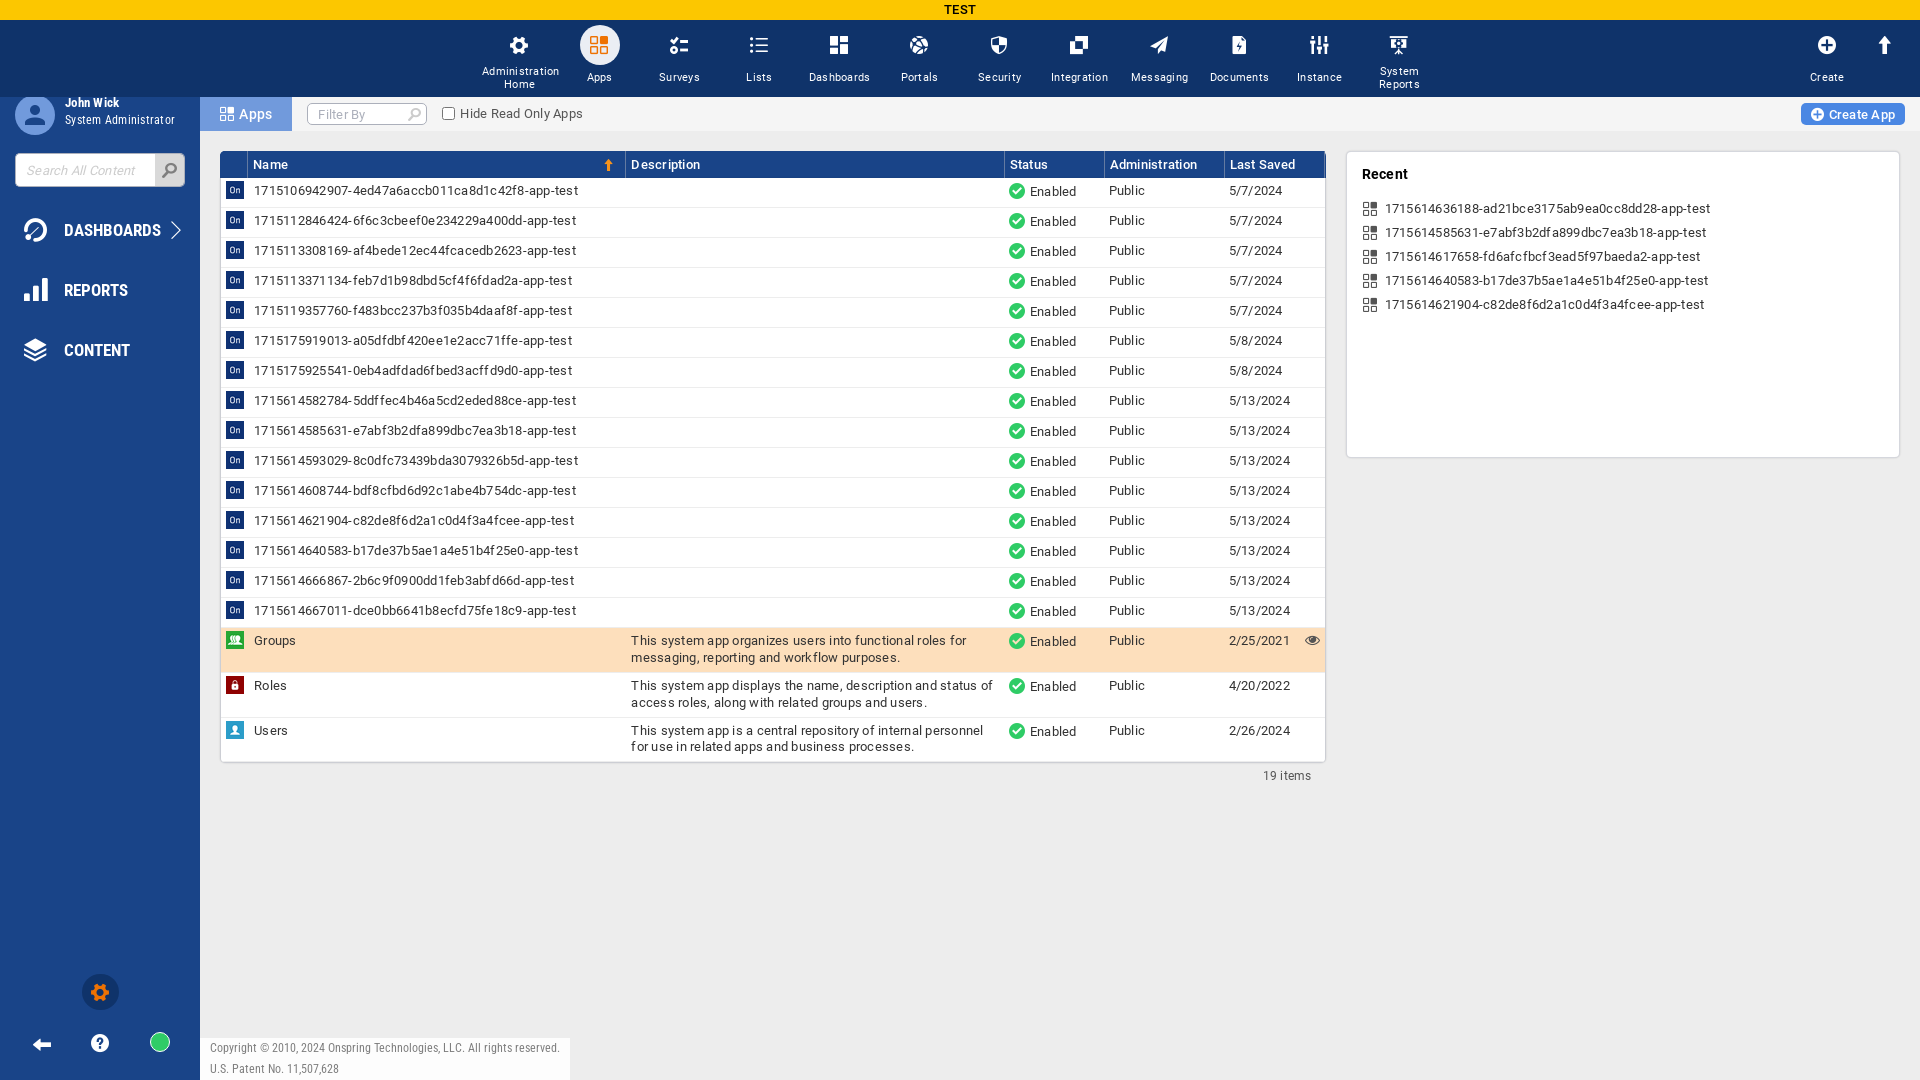 TEST
Administration Home
Apps
Surveys
Lists
Dashboards
Portals
Security
Integration
Messaging
Documents
Instance
System Reports
Create
John Wick
System Administrator
Search All Content
DASHBOARDS
REPORTS
CONTENT
Apps
Filter By
Hide Read Only Apps
Create App
Name Description Status Administration Last Saved
On 1715106942907-4ed47a6accb011ca8d1c42f8-app-test Enabled Public 5/7/2024
On 1715112846424-6f6c3cbeef0e234229a400dd-app-test Enabled Public 5/7/2024
On 1715113308169-af4bede12ec44fcacedb2623-app-test Enabled Public 5/7/2024
On 1715113371134-feb7d1b98dbd5cf4f6fdad2a-app-test Enabled Public 5/7/2024
On 1715119357760-f483bcc237b3f035b4daaf8f-app-test Enabled Public 5/7/2024
On 1715175919013-a05dfdbf420ee1e2acc71ffe-app-test Enabled Public 5/8/2024
On 1715175925541-0eb4adfdad6fbed3acffd9d0-app-test Enabled Public 5/8/2024
On 1715614582784-5ddffec4b46a5cd2eded88ce-app-test Enabled Public 5/13/2024
On 1715614585631-e7abf3b2dfa899dbc7ea3b18-app-test Enabled Public 5/13/2024
On 1715614593029-8c0dfc73439bda3079326b5d-app-test Enabled Public 5/13/2024
On 1715614608744-bdf8cfbd6d92c1abe4b754dc-app-test Enabled Public 5/13/2024
On 1715614621904-c82de8f6d2a1c0d4f3a4fcee-app-test Enabled Public 5/13/2024
On 1715614640583-b17de37b5ae1a4e51b4f25e0-app-test Enabled Public 5/13/2024
On 1715614666867-2b6c9f0900dd1feb3abfd66d-app-test Enabled Public 5/13/2024
On 1715614667011-dce0bb6641b8ecfd75fe18c9-app-test Enabled Public 5/13/2024
Groups This system app organizes users into functional roles for Enabled Public 2/25/2021
messaging, reporting and workflow purposes.
Roles This system app displays the name, description and status of Enabled Public 4/20/2022
access roles, along with related groups and users.
Users This system app is a central repository of internal personnel Enabled Public 2/26/2024
for use in related apps and business processes.
19 items
Recent
1715614636188-ad21bce3175ab9ea0cc8dd28-app-test
1715614585631-e7abf3b2dfa899dbc7ea3b18-app-test
1715614617658-fd6afcfbcf3ead5f97baeda2-app-test
1715614640583-b17de37b5ae1a4e51b4f25e0-app-test
1715614621904-c82de8f6d2a1c0d4f3a4fcee-app-test
Copyright © 2010, 2024 Onspring Technologies, LLC. All rights reserved.
U.S. Patent No. 11,507,628